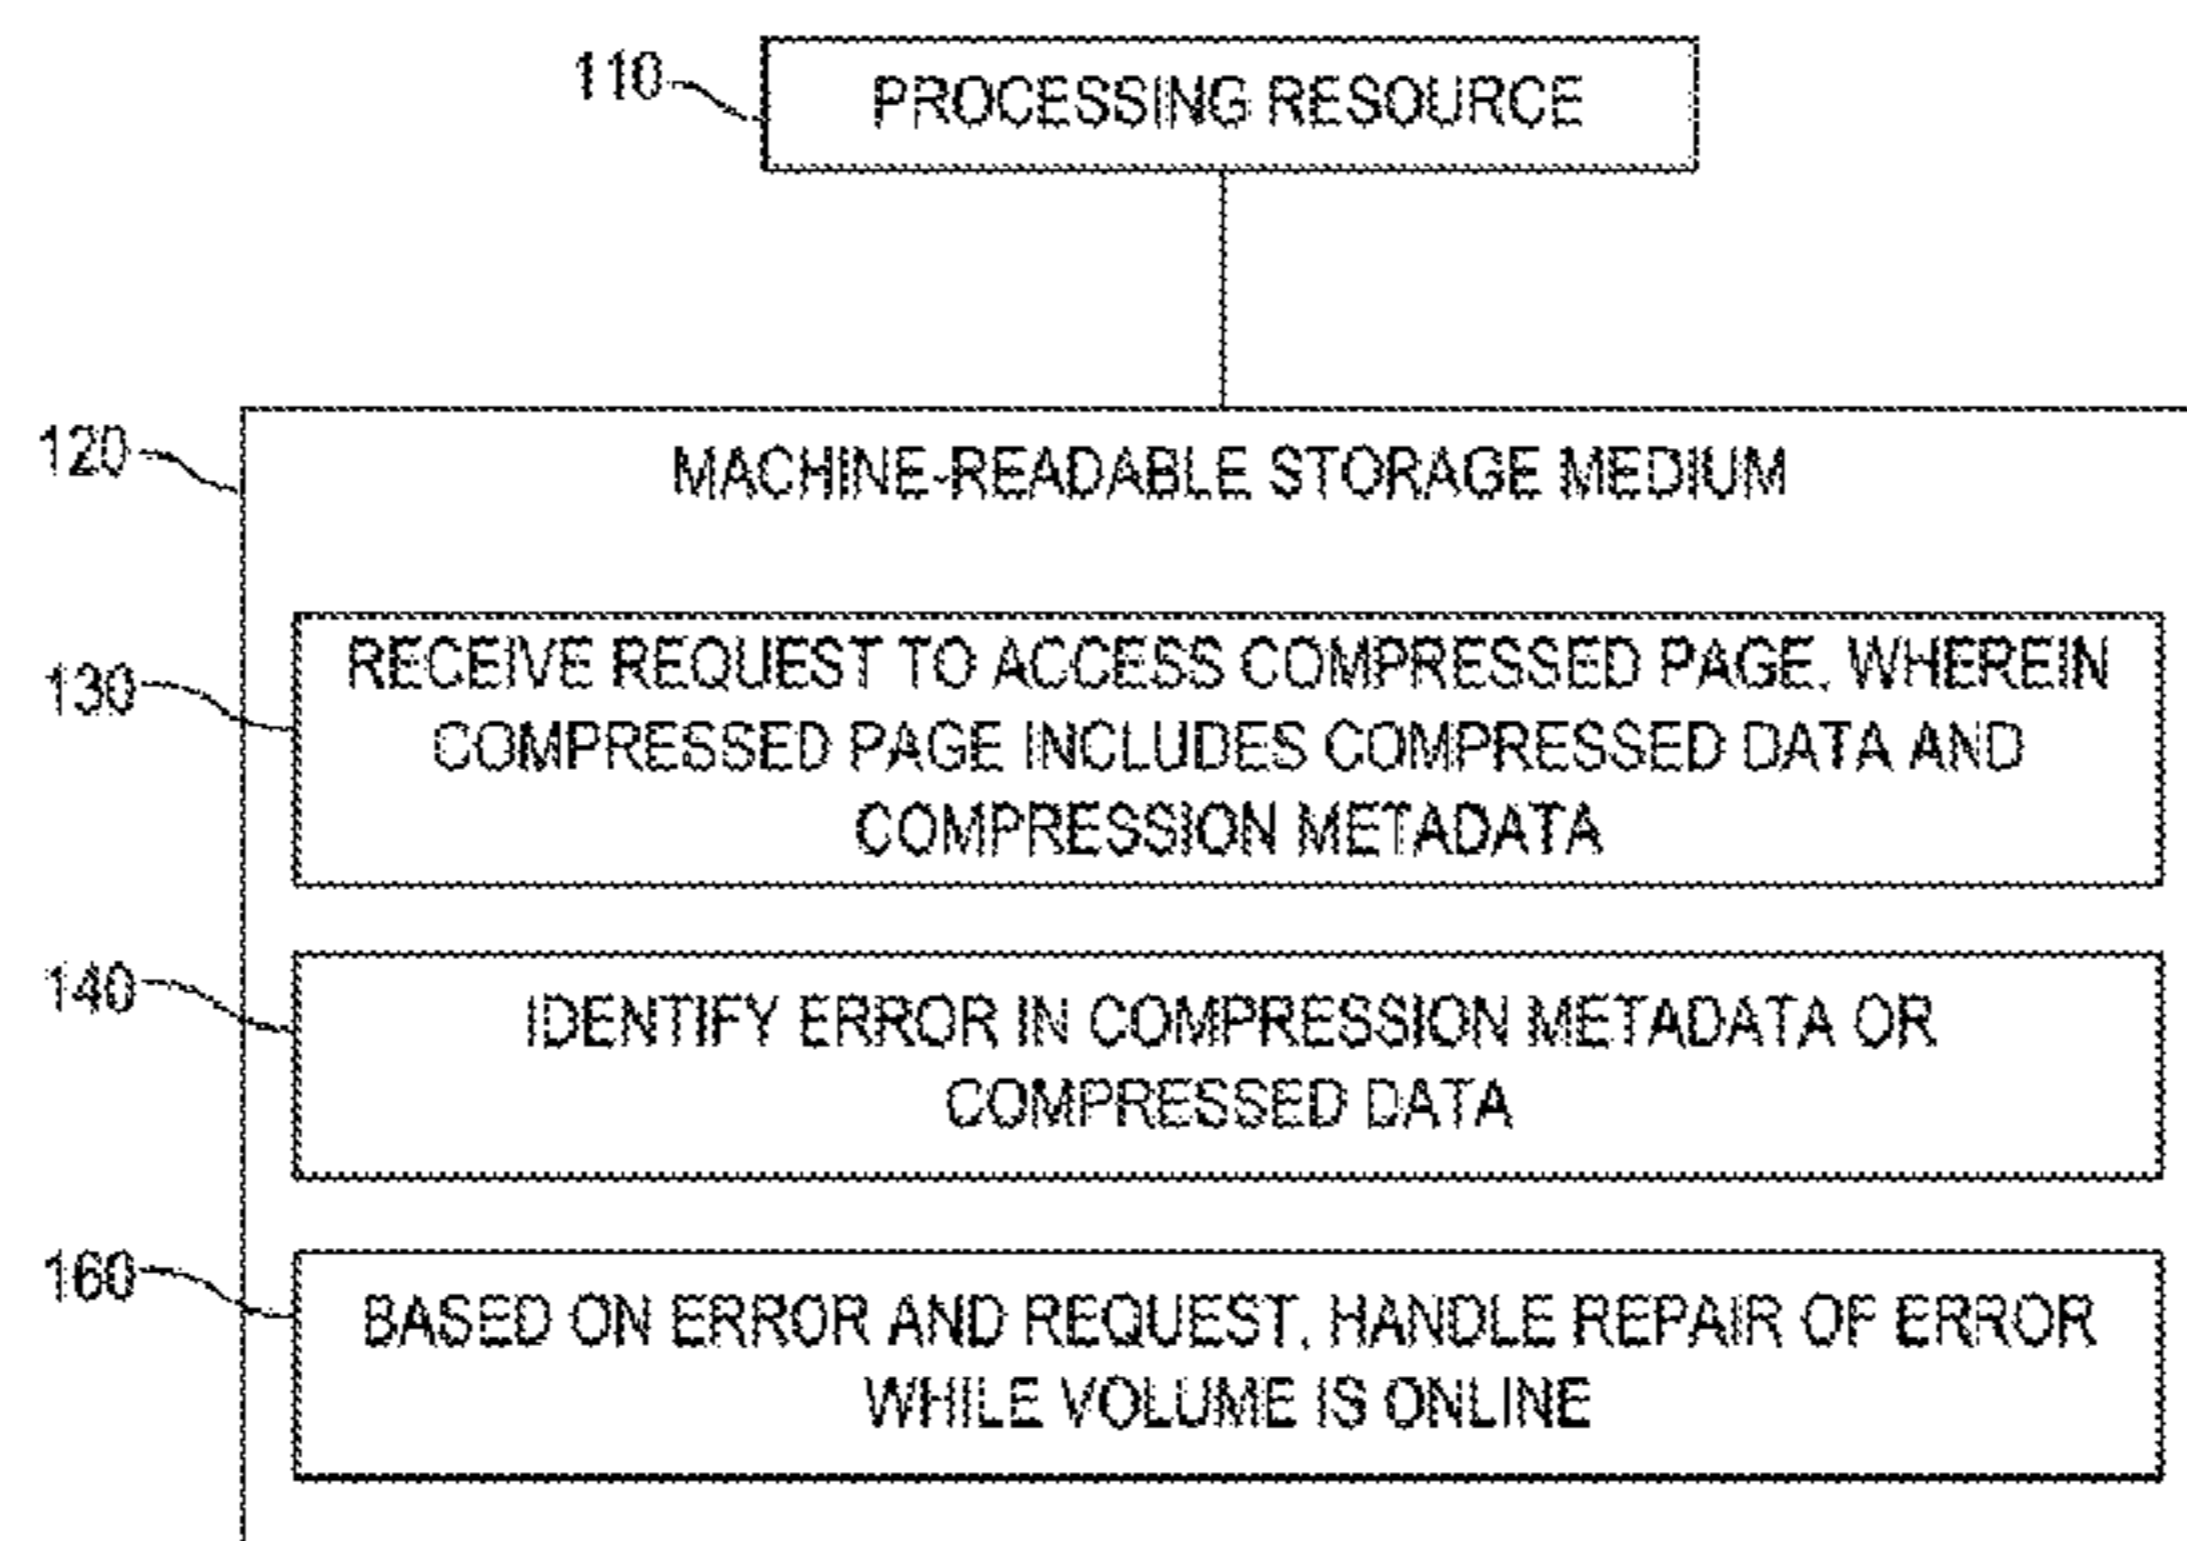 110
PROCESSING RESOURCE
120
MACHINE-READABLE STORAGE MEDIUM
130
RECEIVE REQUEST TO ACCESS COMPRESSED PAGE, WHEREIN
COMPRESSED PAGE INCLUDES COMPRESSED DATA AND
COMPRESSION METADATA
140
IDENTIFY ERROR IN COMPRESSION METADATA OR
COMPRESSED DATA
160
BASED ON ERROR AND REQUEST, HANDLE REPAIR OF ERROR
WHILE VOLUME IS ONLINE